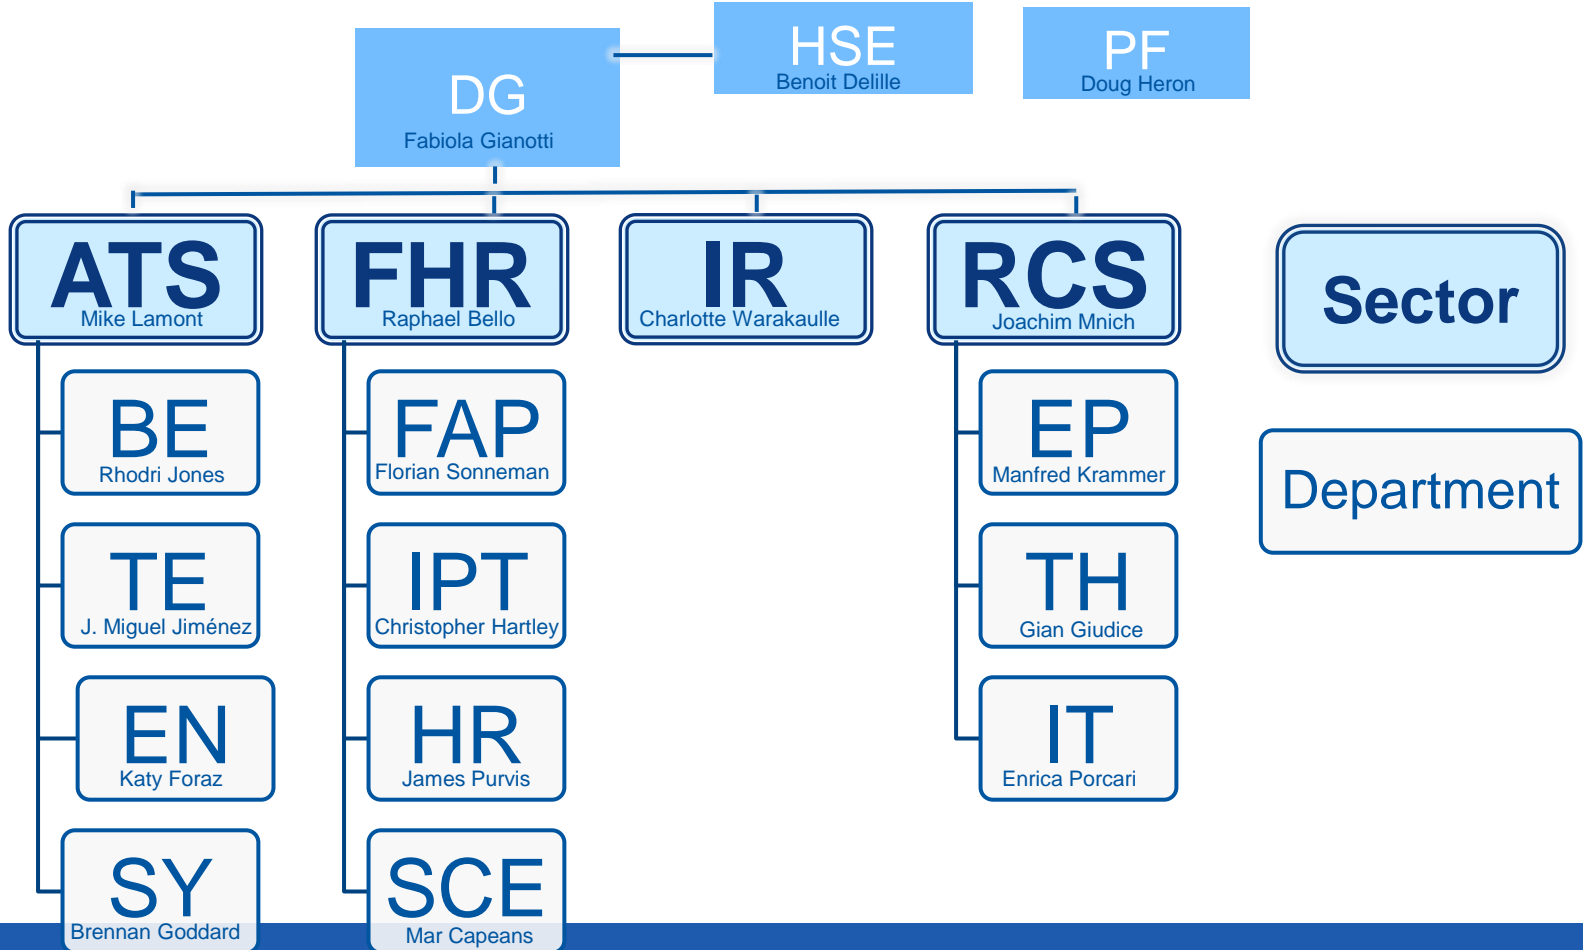 DG
Fabiola Gianotti
HSE
Benoit Delille
PF
Doug Heron
ATS
Mike Lamont
FHR
Raphael Bello
IR
Charlotte Warakaulle
RCS
Joachim Mnich
Sector
BE
Rhodri Jones
FAP
Florian Sonneman
EP
Manfred Krammer
Department
TE
J. Miguel Jiménez
IPT
Christopher Hartley
TH
Gian Giudice
EN
Katy Foraz
HR
James Purvis
IT
Enrica Porcari
SY
Brennan Goddard
SCE
Mar Capeans